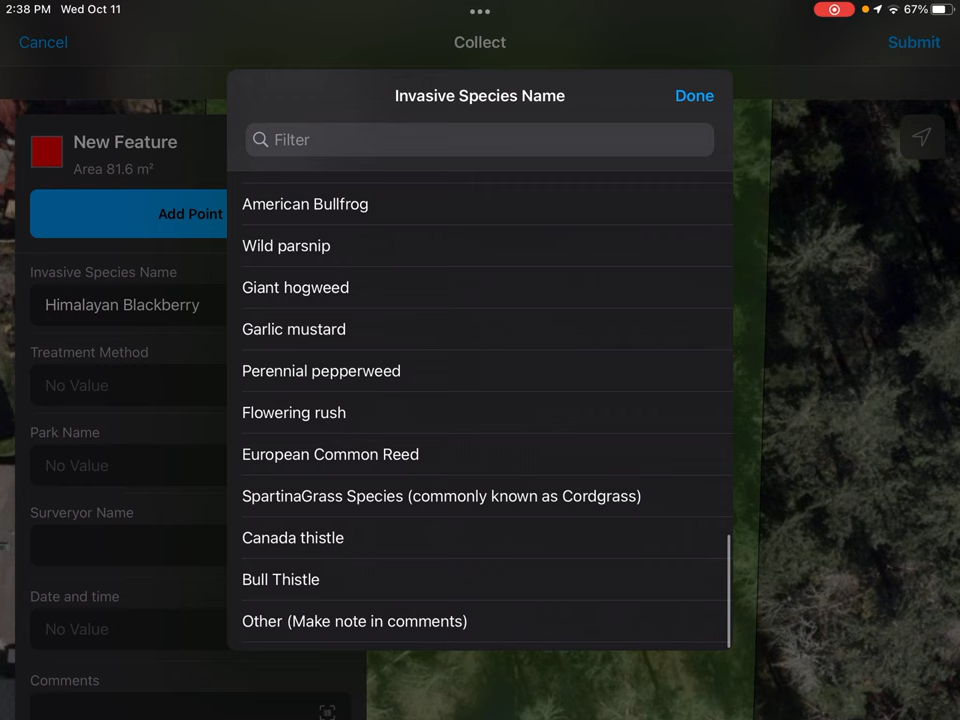 2:38 PM Wed Oct 11
67%
Cancel
Collect
Submit
Invasive Species Name
Done
Filter
New Feature
Area 81.6 m²
Add Point
Invasive Species Name
Himalayan Blackberry
Treatment Method
No Value
Park Name
No Value
Surveryor Name
Date and time
No Value
Comments
American Bullfrog
Wild parsnip
Giant hogweed
Garlic mustard
Perennial pepperweed
Flowering rush
European Common Reed
SpartinaGrass Species (commonly known as Cordgrass)
Canada thistle
Bull Thistle
Other (Make note in comments)